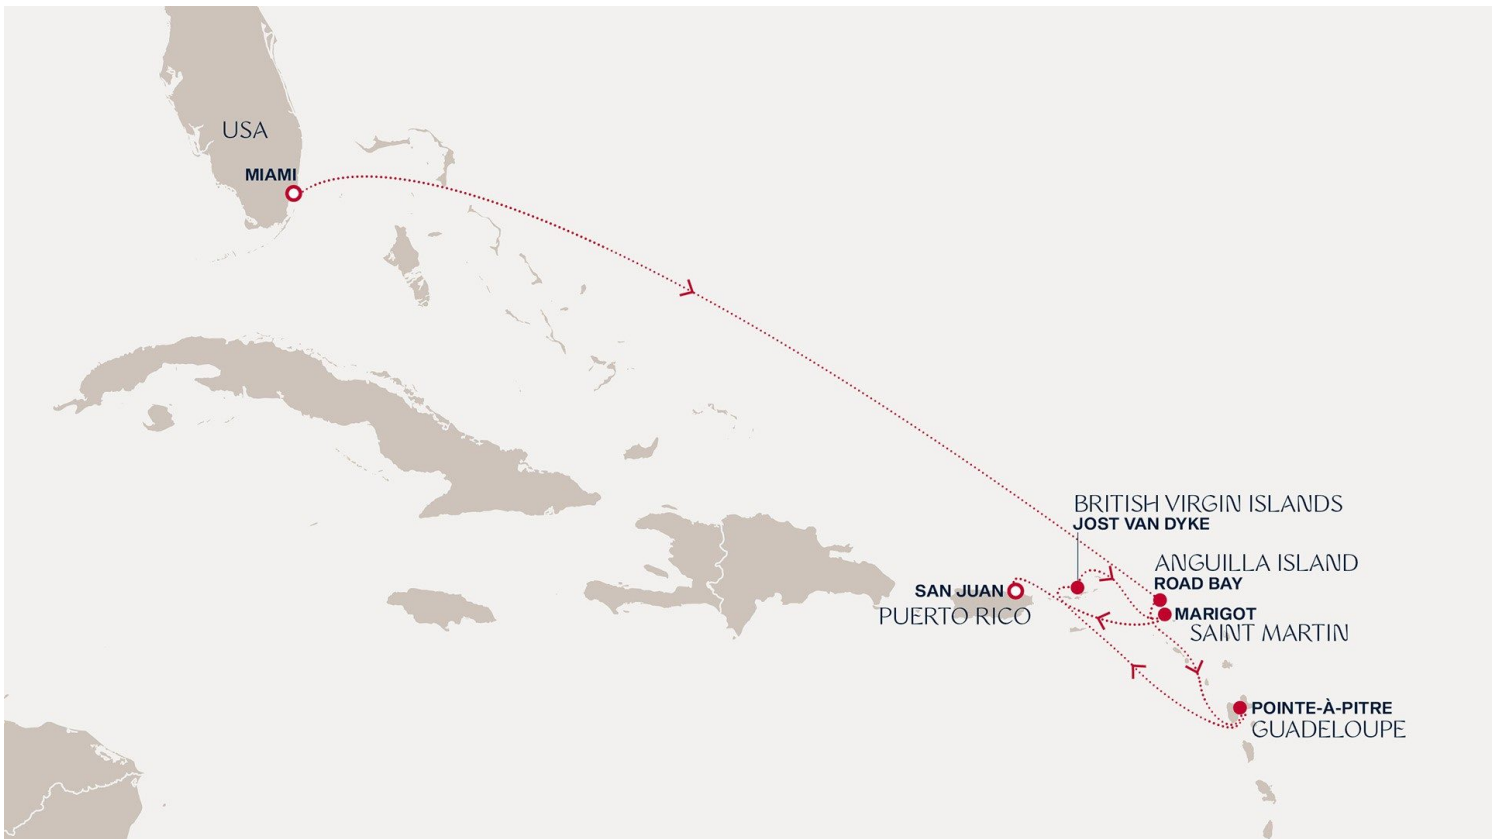 USA
MIAMI
BRITISH VIRGIN ISLANDS
JOST VAN DYKE
ANGUILLA ISLAND
ROAD BAY
SAN JUAN
PUERTO RICO
MARIGOT
SAINT MARTIN
POINTE-À-PITRE
GUADELOUPE